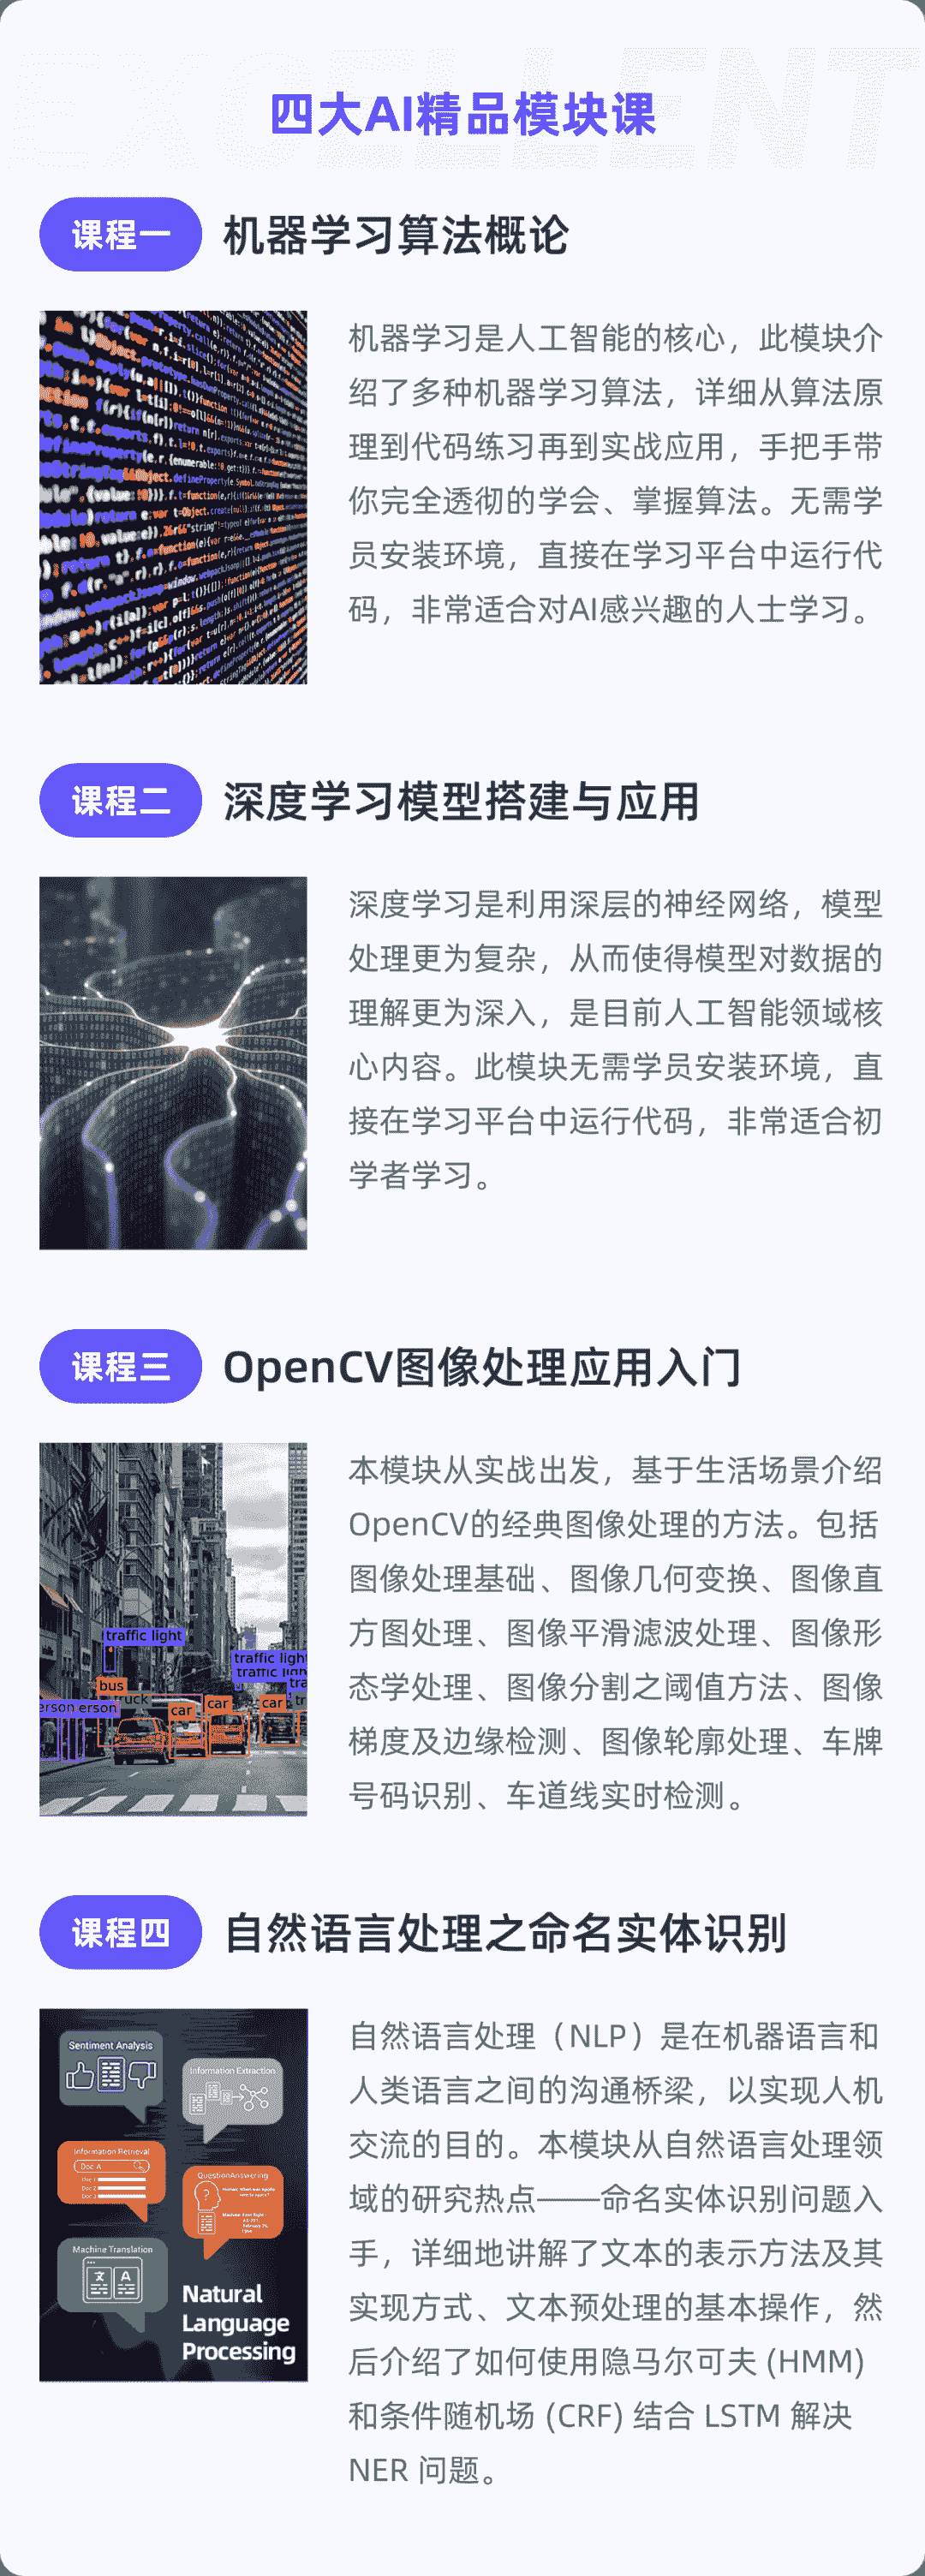 EXCELLENT
四大AI精品模块课
课程一 机器学习算法概论
机器学习是人工智能的核心，此模块介
绍了多种机器学习算法，详细从算法原
理到代码练习再到实战应用，手把手带
你完全透彻的学会、掌握算法。无需学
员安装环境，直接在学习平台中运行代
码，非常适合对AI感兴趣的人士学习。
课程二 深度学习模型搭建与应用
深度学习是利用深层的神经网络，模型
处理更为复杂，从而使得模型对数据的
理解更为深入，是目前人工智能领域核
心内容。此模块无需学员安装环境，直
接在学习平台中运行代码，非常适合初
学者学习。
课程三 OpenCV图像处理应用入门
traffic light
traffic light
traffic ligh
tra
bus
ruck
erson erson
car
car
car
tr
本模块从实战出发，基于生活场景介绍
OpenCV的经典图像处理的方法。包括
图像处理基础、图像几何变换、图像直
方图处理、图像平滑滤波处理、图像形
态学处理、图像分割之阈值方法、图像
梯度及边缘检测、图像轮廓处理、车牌
号码识别、车道线实时检测。
课程四 自然语言处理之命名实体识别
Sentiment Analysis
Information Extraction
Information Retrieval
Doc A
Doc 1
Doc 2
Doc 3
QuestionAnswering
Machine Translation
文 A
Natural
Language
Processing
自然语言处理（NLP）是在机器语言和
人类语言之间的沟通桥梁，以实现人机
交流的目的。本模块从自然语言处理领
域的研究热点——命名实体识别问题入
手，详细地讲解了文本的表示方法及其
实现方式、文本预处理的基本操作，然
后介绍了如何使用隐马尔可夫 (HMM)
和条件随机场 (CRF) 结合 LSTM 解决
NER 问题。